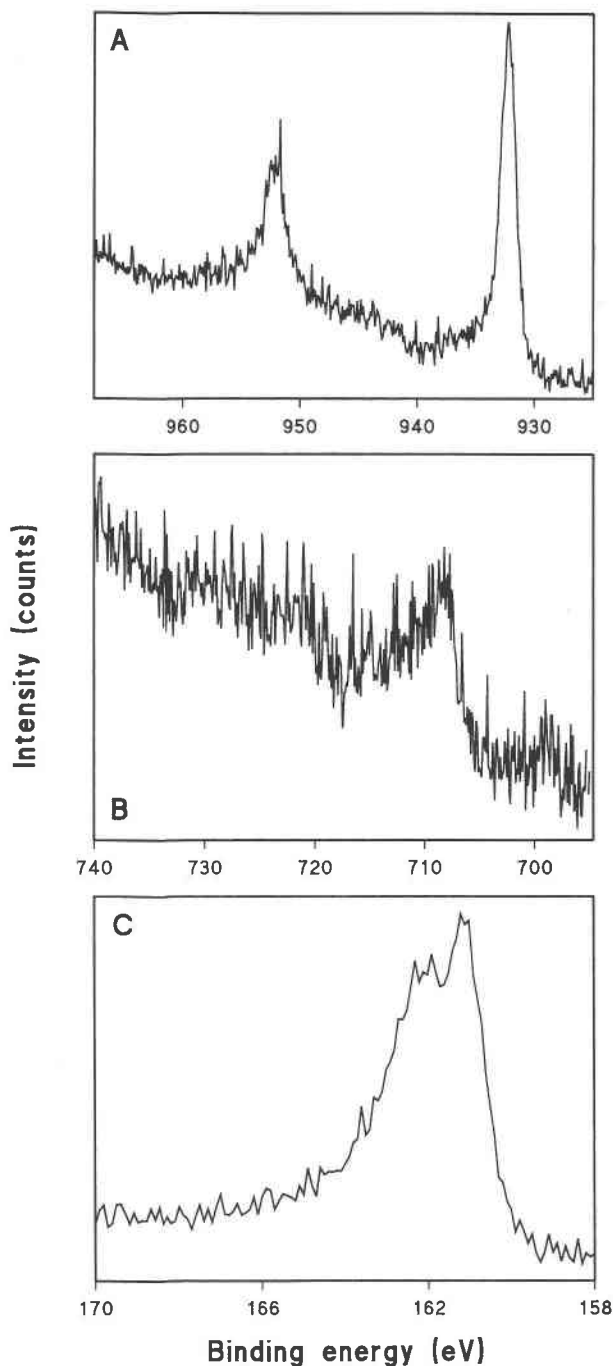 A
960 950 940 930
Intensity (counts)
B
740 730 720 710 700
C
170 166 162 158
Binding energy (eV)